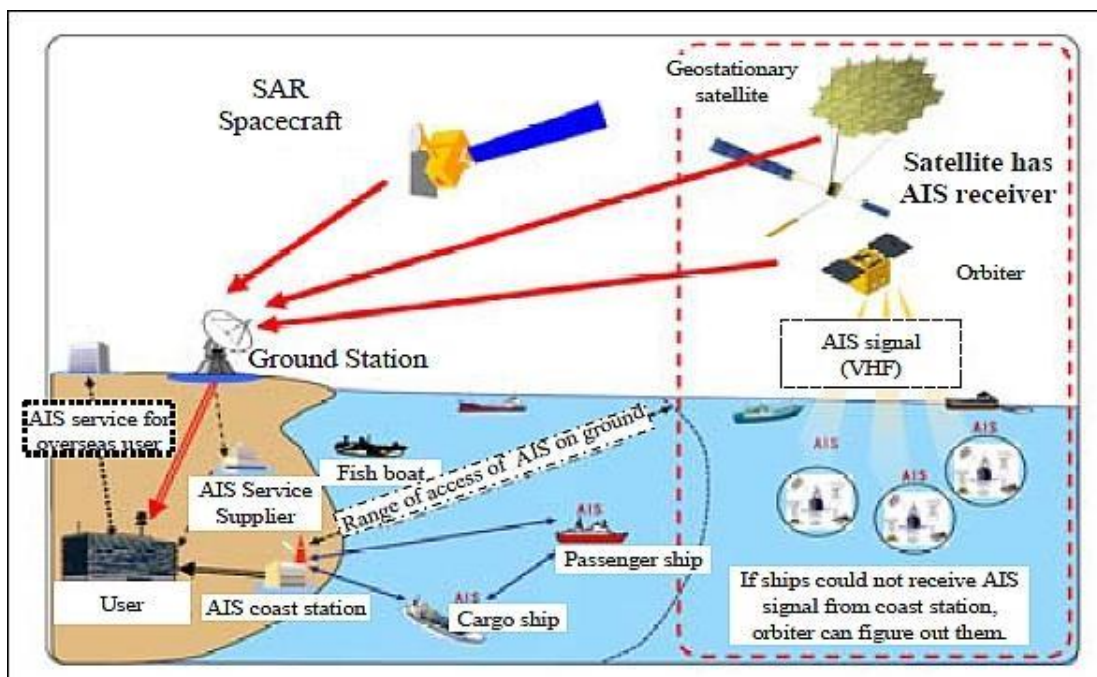 SAR
Spacecraft
Geostationary
satellite
Satellite has
AIS receiver
Orbiter
AIS signal
(VHF)
Ground Station
AIS service for
overseas user
AIS Service
Supplier
Fish boat
Range of access of AIS on ground
AIS
Passenger ship
AIS
Cargo ship
AIS coast station
User
AIS
AIS
AIS
If ships could not receive AIS
signal from coast station,
orbiter can figure out them.